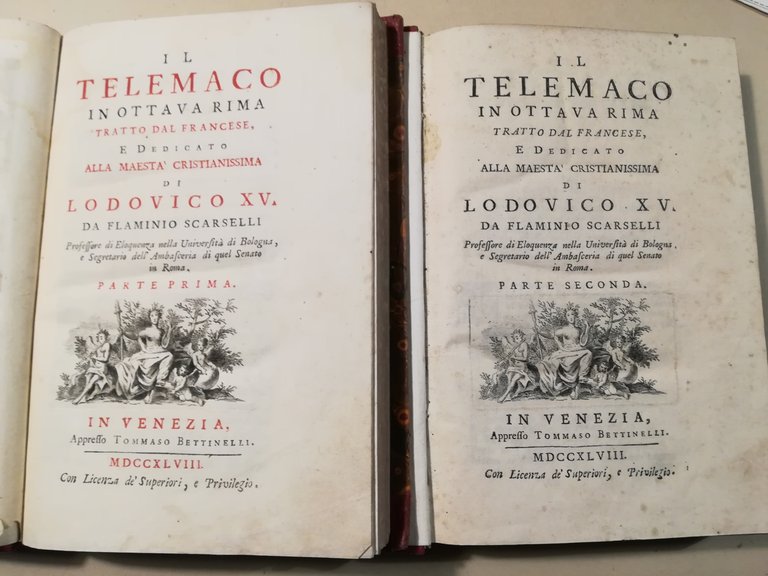 IL
TELEMACO
IN OTTAVA RIMA
TRATTO DAL FRANCESE,
E DEDICATO
ALLA MAESTA' CRISTIANISSIMA
DI
LODOVICO XV.
DA FLAMINIO SCARSELLI
Professore di Eloquenza nella Università di Bologna,
e Segretario dell' Ambasceria di quel Senato
in Roma.
PARTE PRIMA.
IN VENEZIA,
Appresso TOMMASO BETTINELLI.
MDCCXLVIII.
Con Licenza de' Superiori, e Privilegio.
IL
TELEMACO
IN OTTAVA RIMA
TRATTO DAL FRANCESE,
E DEDICATO
ALLA MAESTA' CRISTIANISSIMA
DI
LODOVICO XV.
DA FLAMINIO SCARSELLI
Professore di Eloquenza nella Università di Bologna,
e Segretario dell' Ambasceria di quel Senato
in Roma.
PARTE SECONDA.
IN VENEZIA,
Appresso TOMMASO BETTINELLI.
MDCCXLVIII.
Con Licenza de' Superiori, e Privilegio.